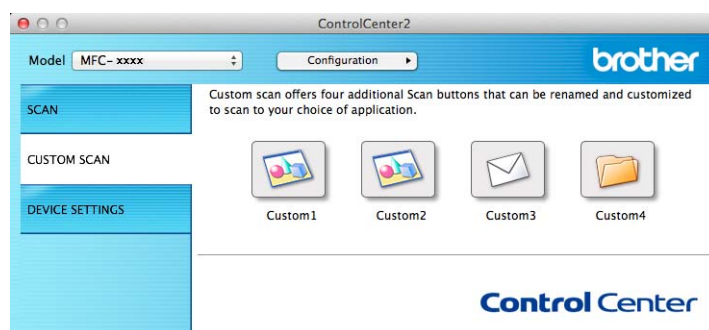 ControlCenter2
Model MFC- xxxx Configuration brother
SCAN
CUSTOM SCAN
DEVICE SETTINGS
Custom scan offers four additional Scan buttons that can be renamed and customized
to scan to your choice of application.
Custom1 Custom2 Custom3 Custom4
Control Center